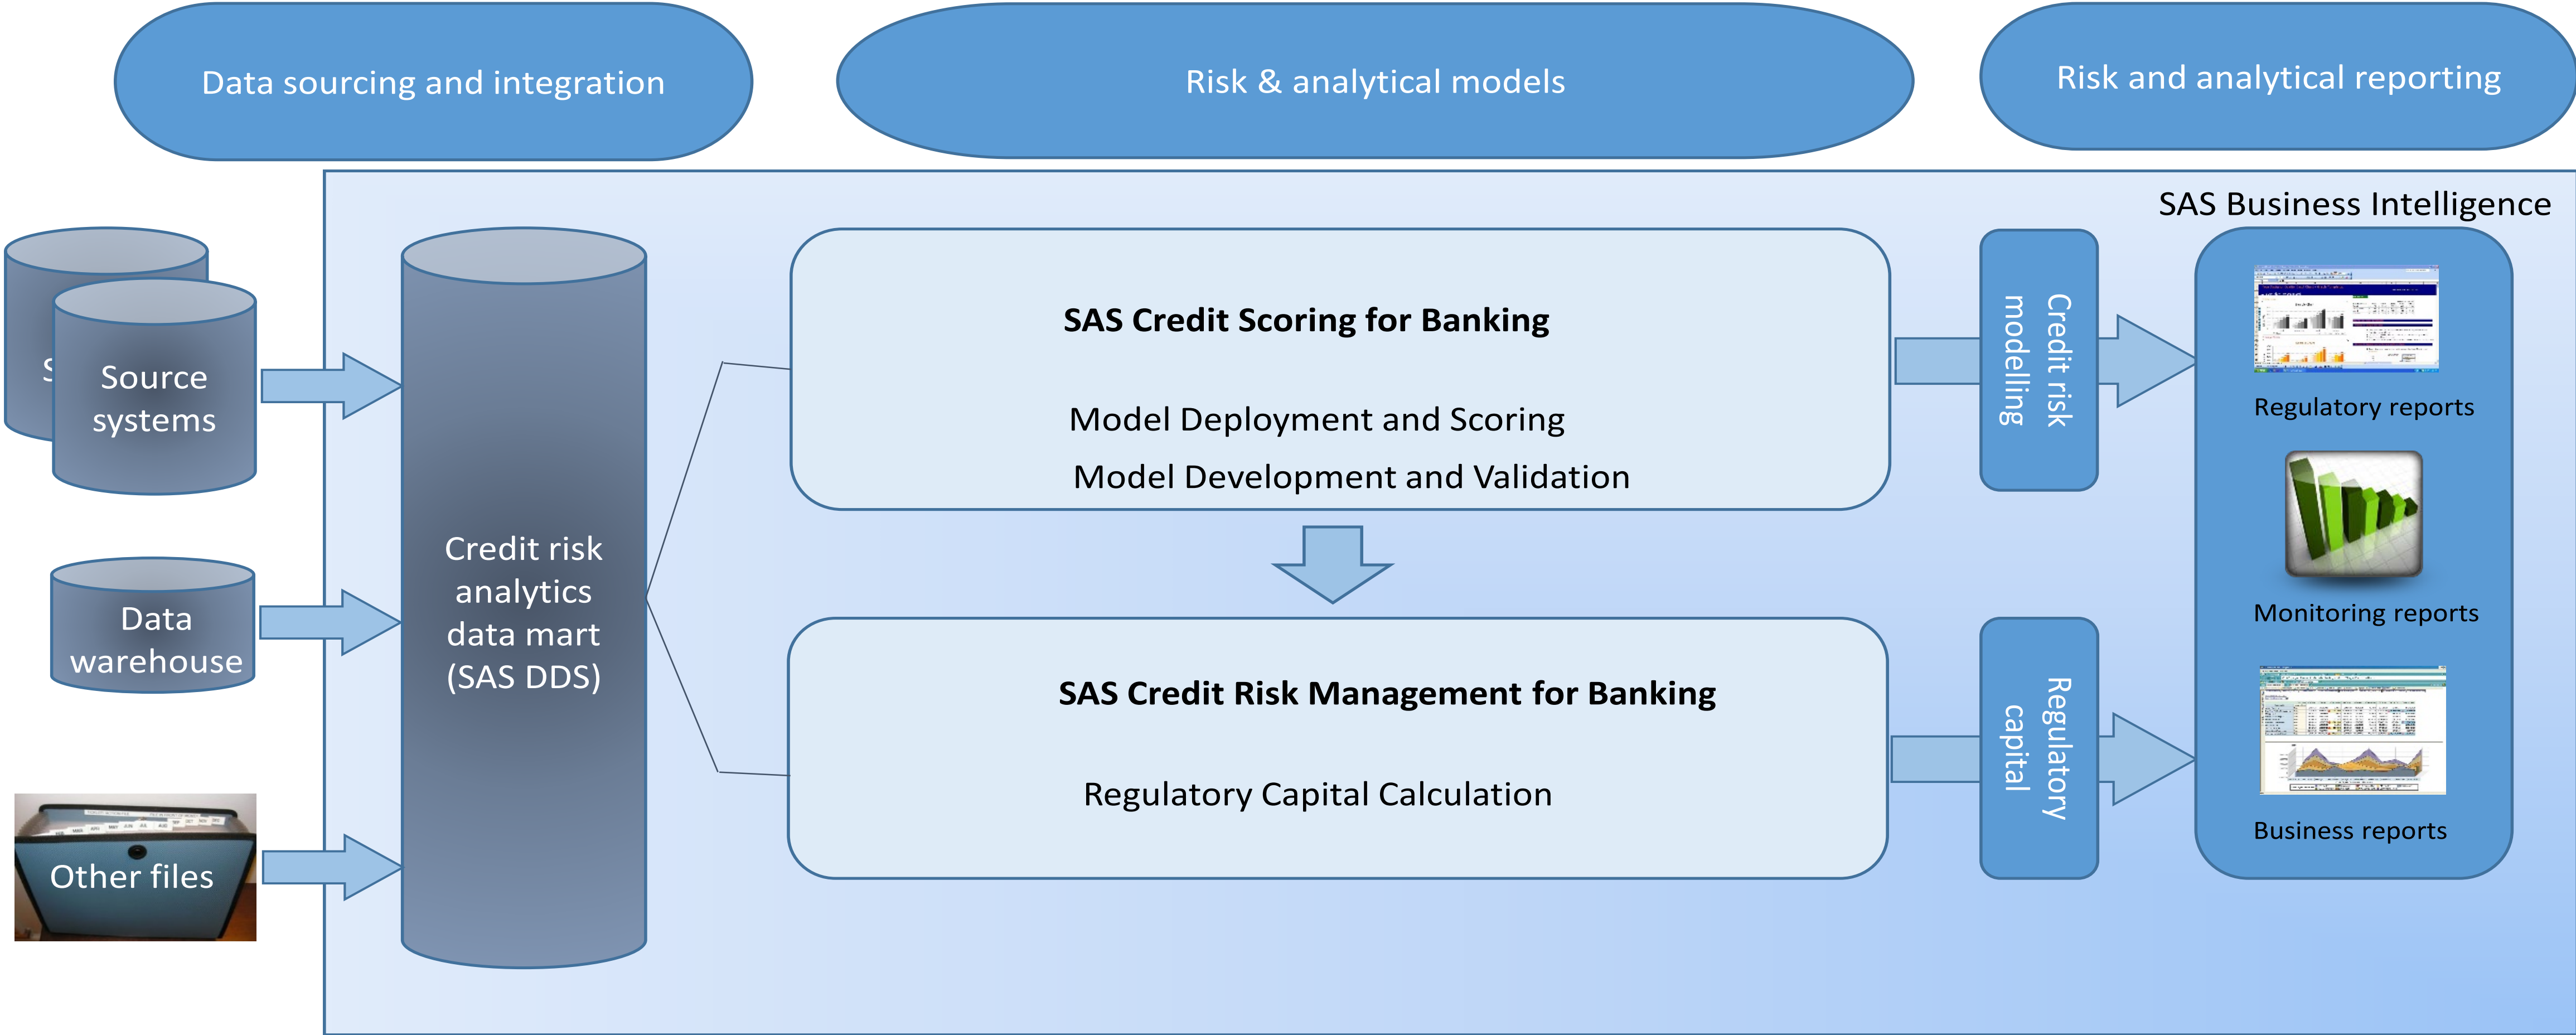 Data sourcing and integration
Risk & analytical models
Risk and analytical reporting
SAS Business Intelligence
Source
systems
Data
warehouse
Other files
Credit risk
analytics
data mart
(SAS DDS)
SAS Credit Scoring for Banking
Model Deployment and Scoring
Model Development and Validation
SAS Credit Risk Management for Banking
Regulatory Capital Calculation
Credit risk
modelling
Regulatory
capital
Regulatory reports
Monitoring reports
Business reports